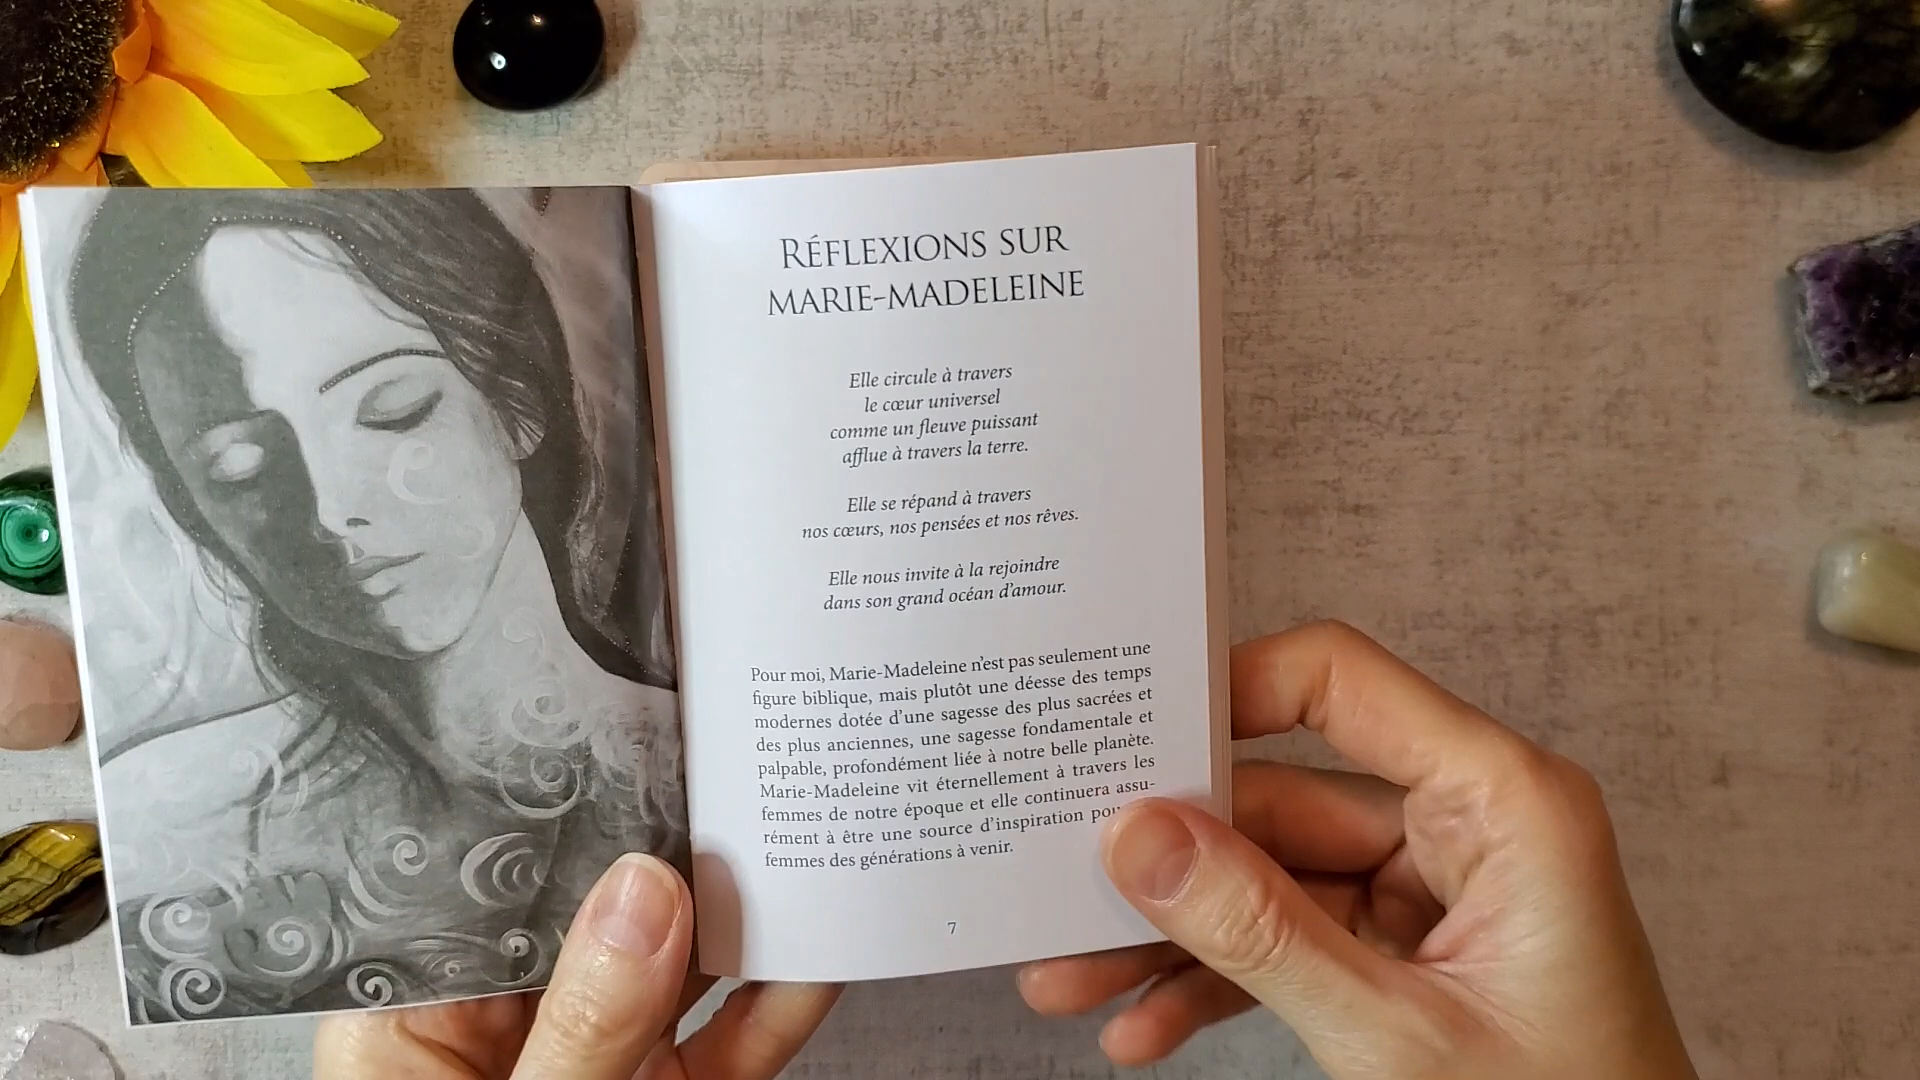 RÉFLEXIONS SUR
MARIE-MADELEINE
Elle circule à travers
le cœur universel
comme un fleuve puissant
afflue à travers la terre.
Elle se répand à travers
nos cœurs, nos pensées et nos rêves.
Elle nous invite à la rejoindre
dans son grand océan d'amour.
Pour moi, Marie-Madeleine n'est pas seulement une
figure biblique, mais plutôt une déesse des temps
modernes dotée d'une sagesse des plus sacrées et
des plus anciennes, une sagesse fondamentale et
palpable, profondément liée à notre belle planète.
Marie-Madeleine vit éternellement à travers les
femmes de notre époque et elle continuera assu-
rément à être une source d'inspiration
femmes des générations à venir.
7